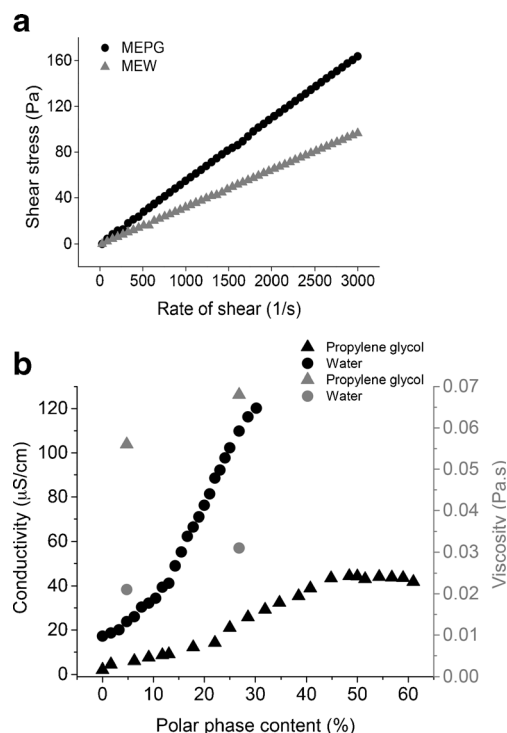 a
MEPG
MEW
Shear stress (Pa)
160
120
80
40
0
0 500 1000 1500 2000 2500 3000
Rate of shear (1/s)
b
Propylene glycol
Water
Propylene glycol
Water
Conductivity (µS/cm)
120
100
80
60
40
20
0
0.07
0.06
0.05
0.04
0.03
0.02
0.01
0.00
Viscosity (Pa.s)
0 10 20 30 40 50 60
Polar phase content (%)